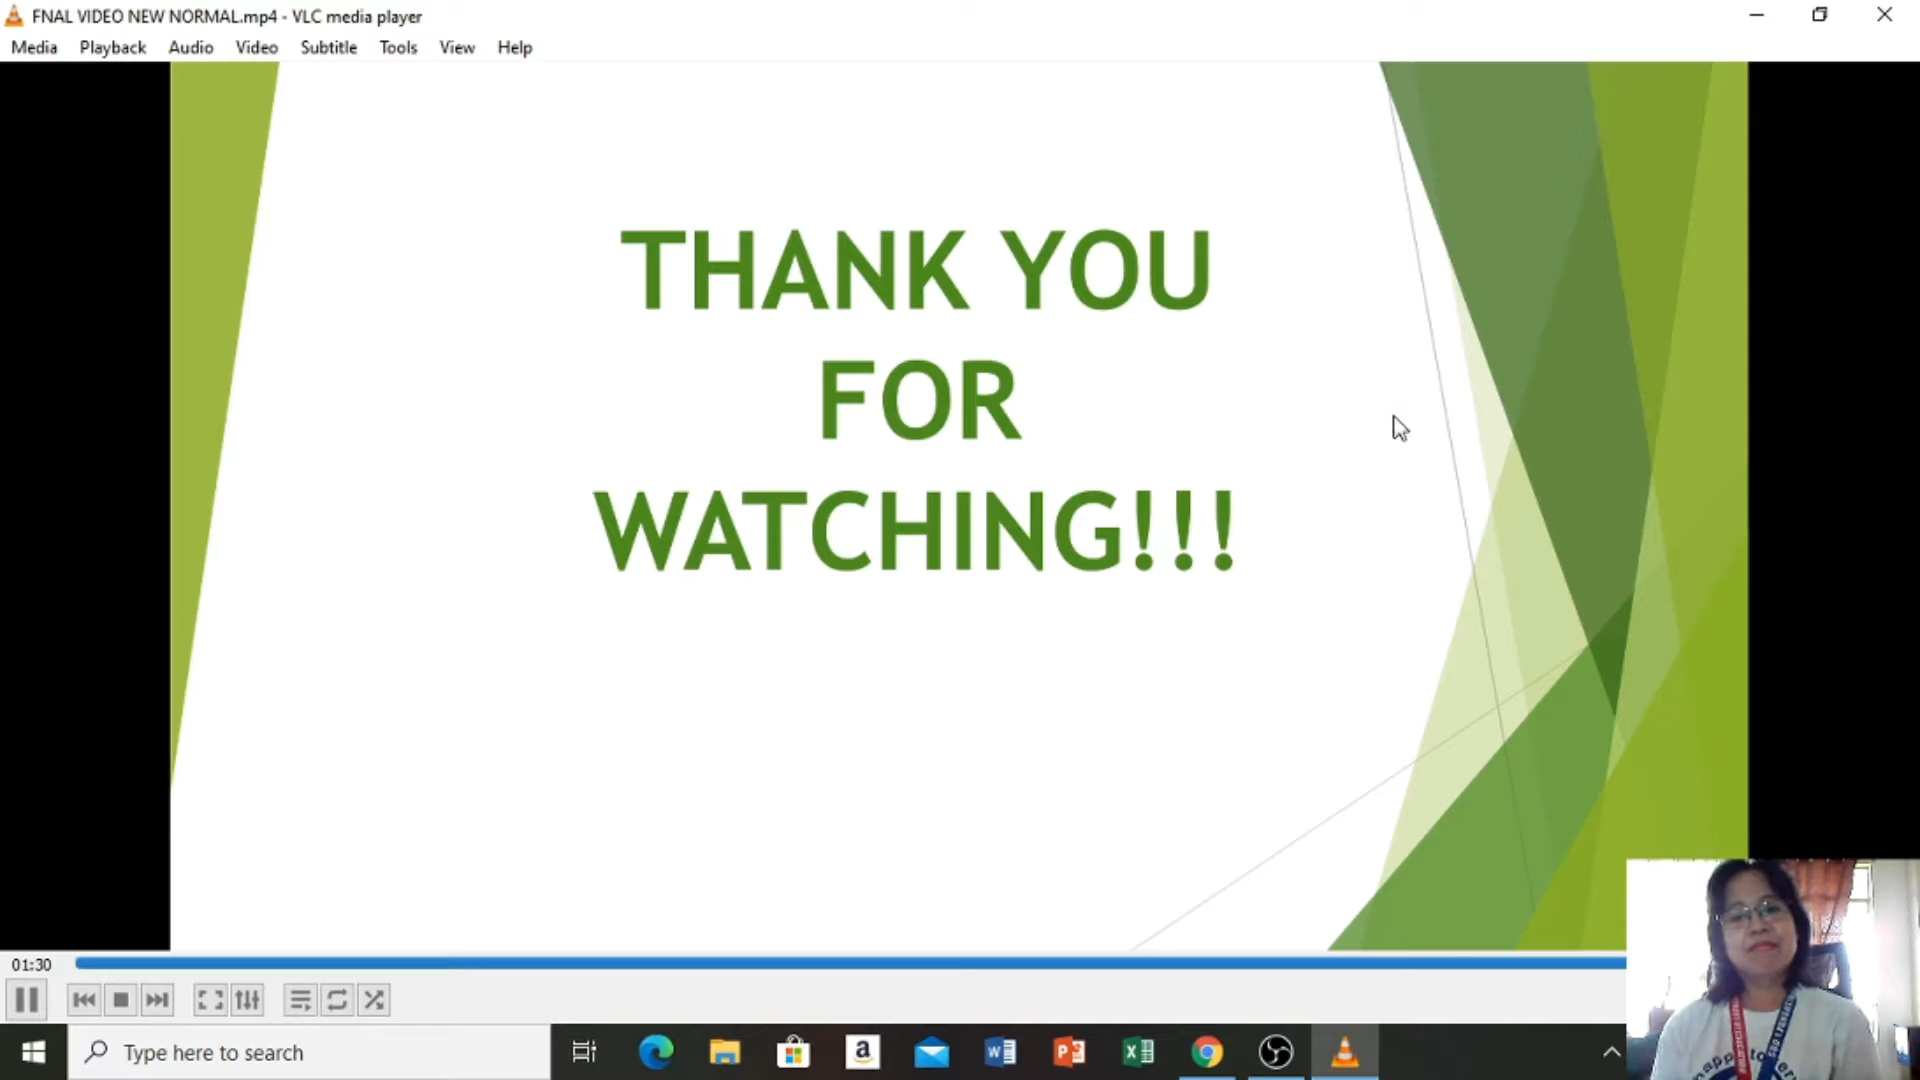 FNAL VIDEO NEW NORMAL.mp4 - VLC media player
Media Playback Audio Video Subtitle Tools View Help
THANK YOU
FOR
WATCHING!!!
01:30
Type here to search